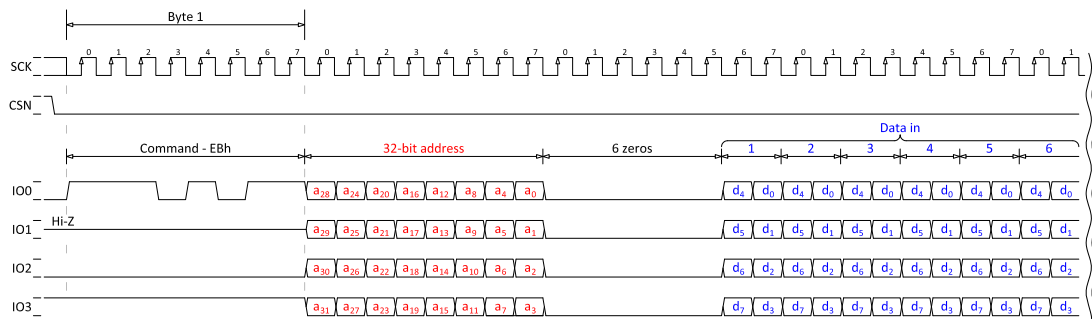 Byte 1
SCK 0 1 2 3 4 5 6 7 0 1 2 3 4 5 6 7 0 1 2 3 4 5 6 7 0 1 2 3 4 5 6 7 0 1
CSN
Data in
Command - EBh 32-bit address 6 zeros 1 2 3 4 5 6
IO0 a28 a24 a20 a16 a12 a8 a4 a0 d4 d0 d4 d0 d4 d0 d4 d0 d4 d0 d4 d0
IO1 Hi-Z a29 a25 a21 a17 a13 a9 a5 a1 d5 d1 d5 d1 d5 d1 d5 d1 d5 d1 d5 d1
IO2 a30 a26 a22 a18 a14 a10 a6 a2 d6 d2 d6 d2 d6 d2 d6 d2 d6 d2 d6 d2
IO3 a31 a27 a23 a19 a15 a11 a7 a3 d7 d3 d7 d3 d7 d3 d7 d3 d7 d3 d7 d3